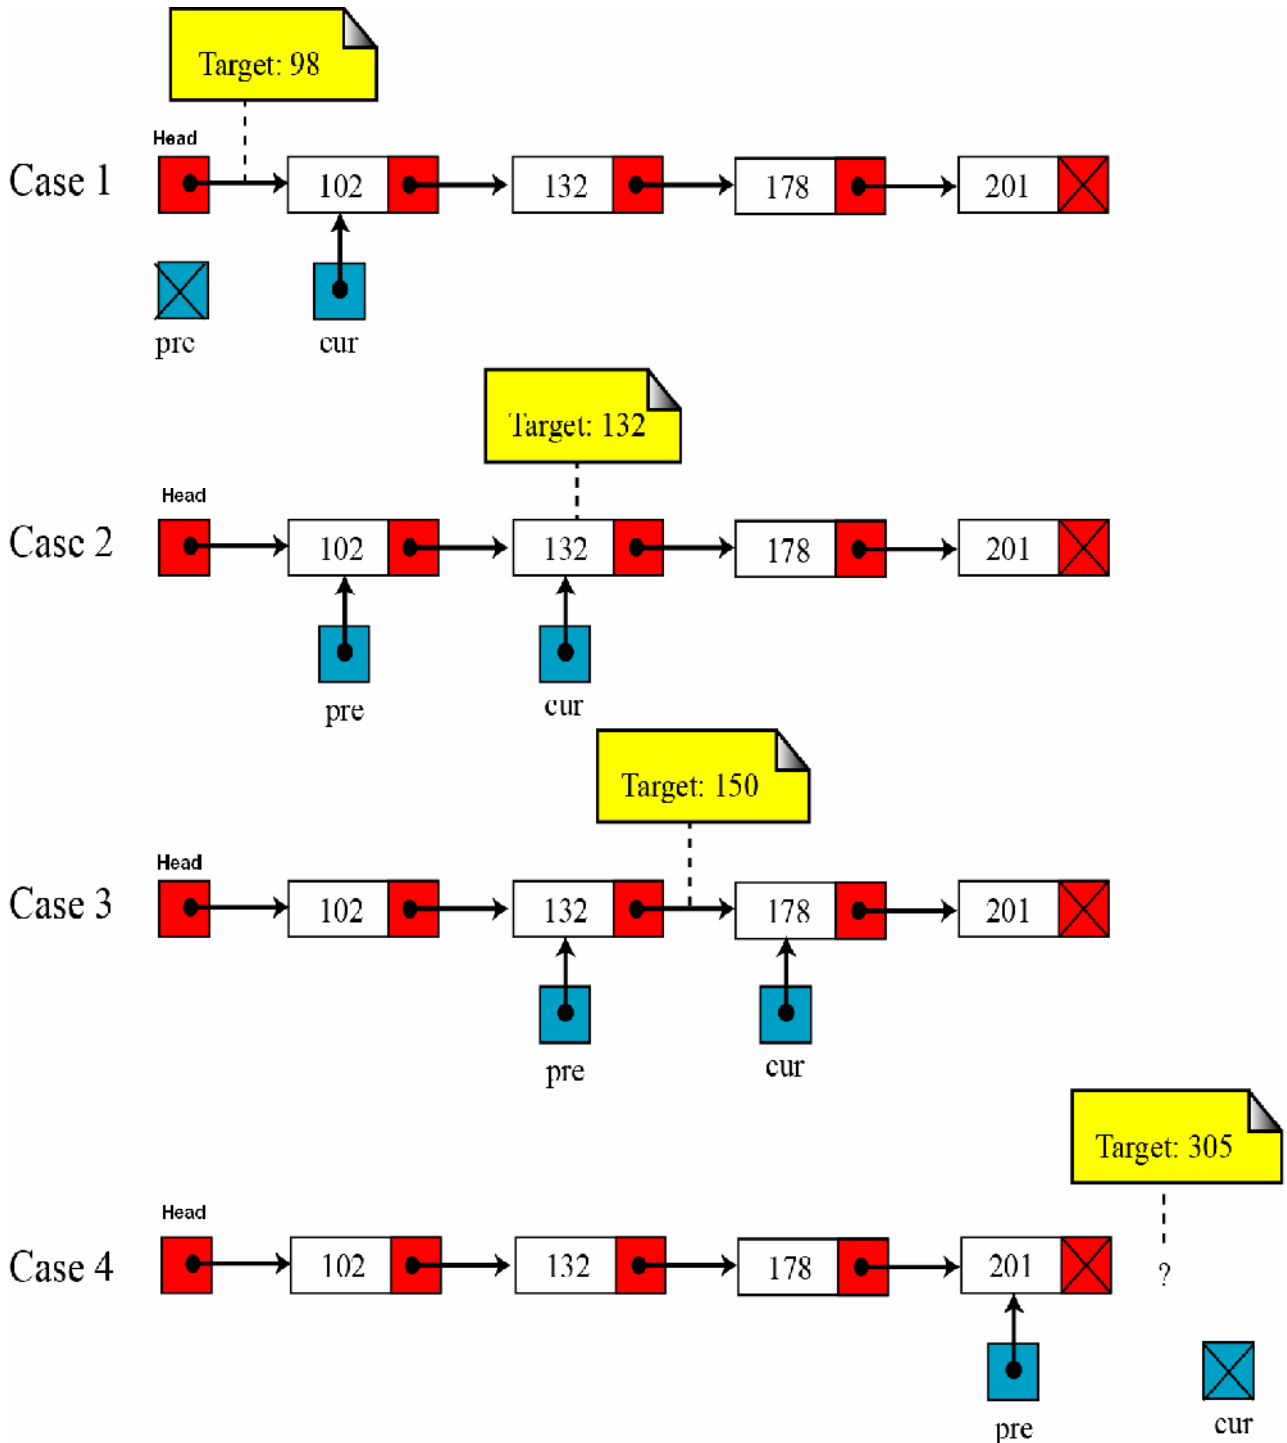 Target: 98
Head
Case 1
102
132
178
201
prc
cur
Target: 132
Head
Casc 2
102
132
178
201
pre
cur
Target: 150
Head
Case 3
102
132
178
201
pre
cur
Target: 305
Head
Case 4
102
132
178
201
?
pre
cur